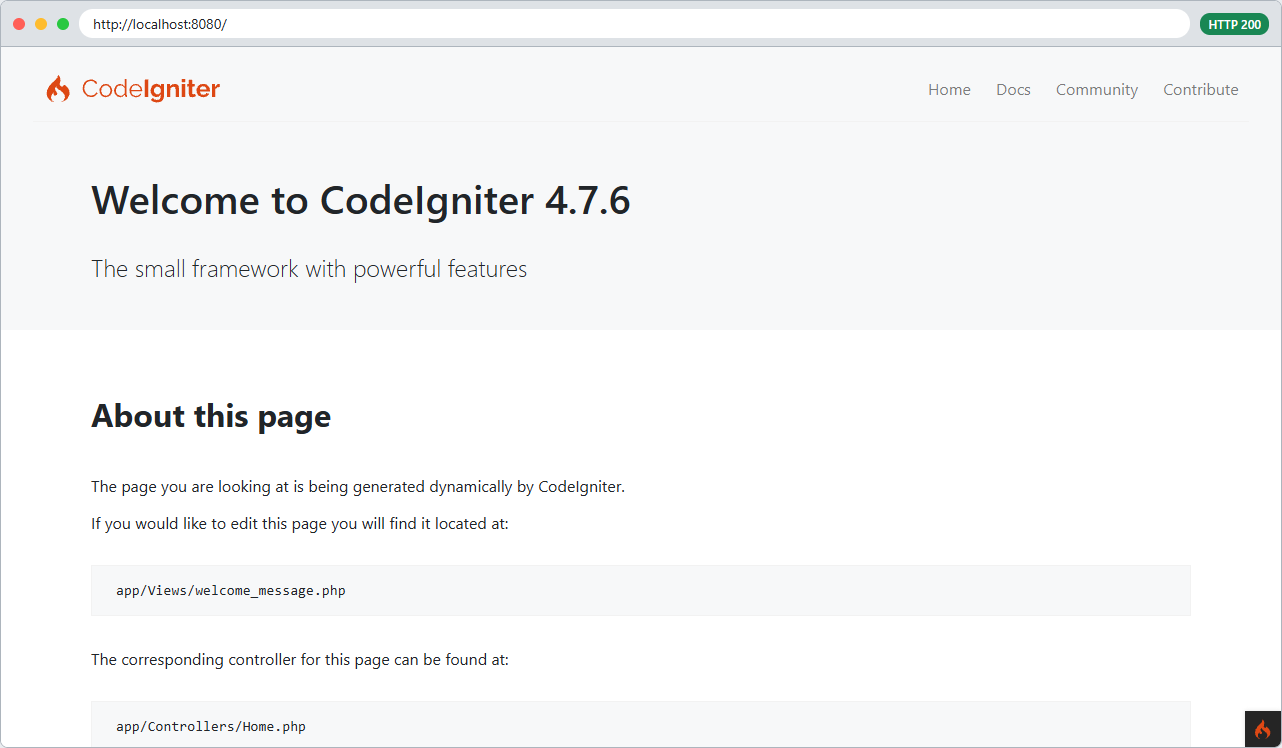 http://localhost:8080/
HTTP 200
CodeIgniter
Home
Docs
Community
Contribute
Welcome to CodeIgniter 4.7.6
The small framework with powerful features
About this page
The page you are looking at is being generated dynamically by CodeIgniter.
If you would like to edit this page you will find it located at:
app/Views/welcome_message.php
The corresponding controller for this page can be found at:
app/Controllers/Home.php